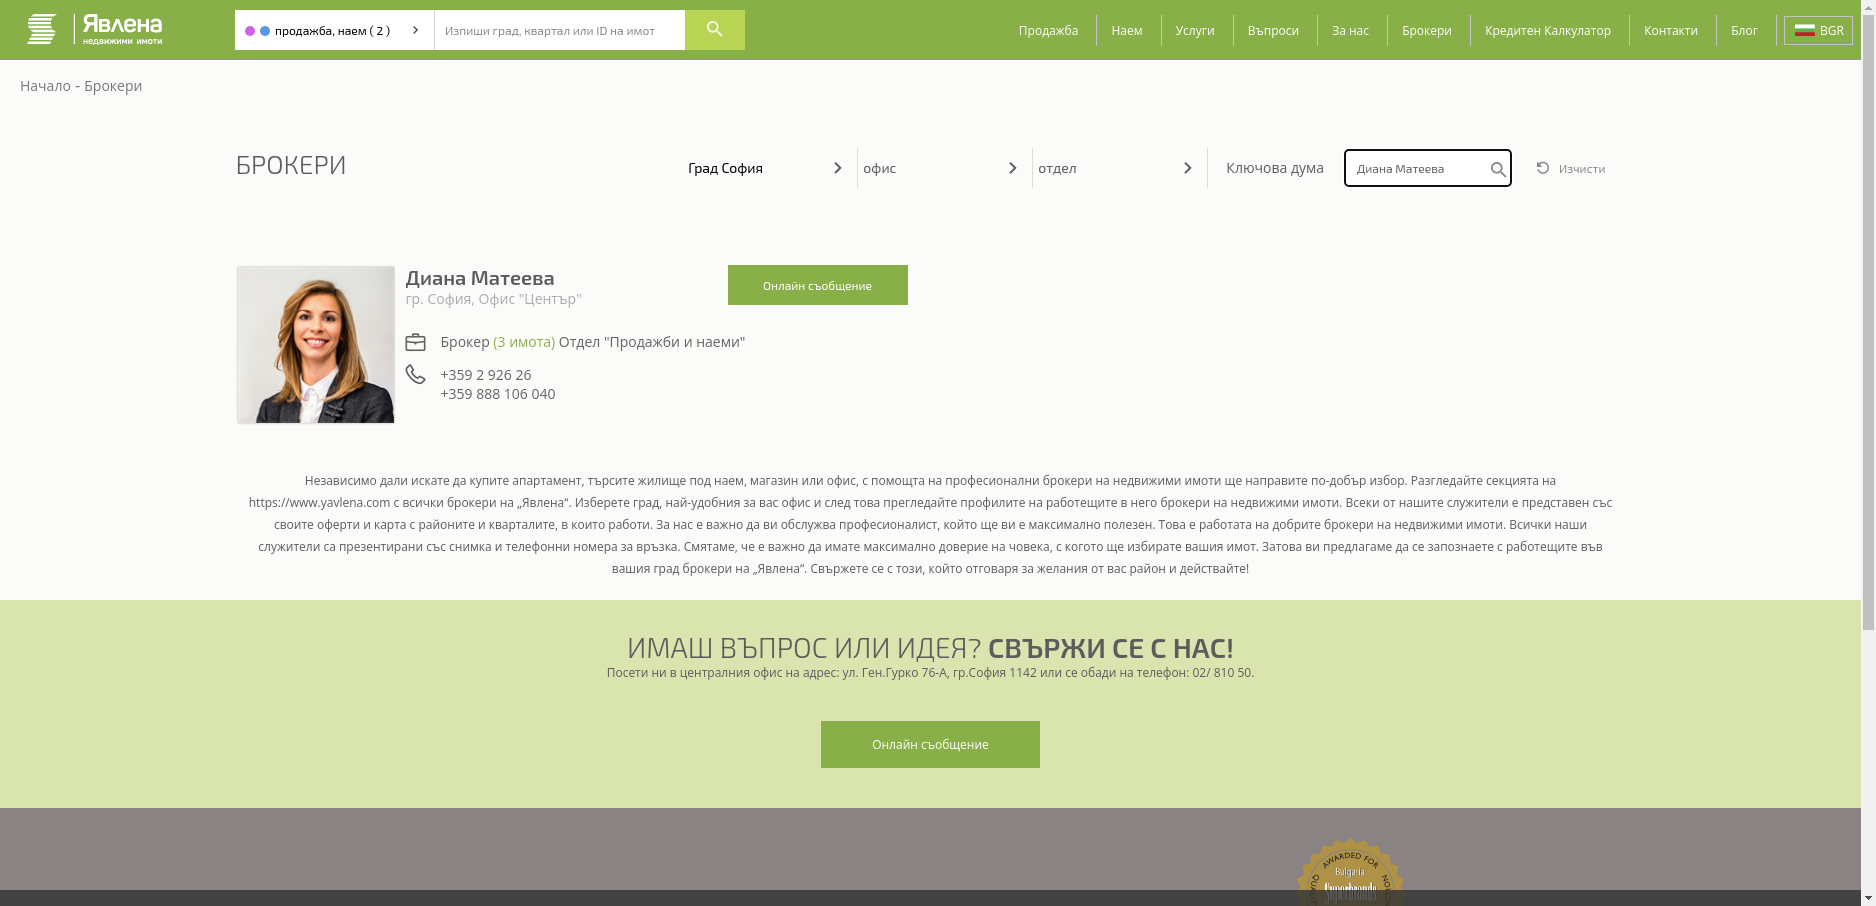 Явлена
недвижими имоти
продажба, наем ( 2 )
Изпиши град, квартал или ID на имот
Продажба
Наем
Услуги
Въпроси
За нас
Брокери
Кредитен Калкулатор
Контакти
Блог
BGR
Начало - Брокери
БРОКЕРИ
Град София
офис
отдел
Ключова дума
Диана Матеева
Изчисти
Диана Матеева
гр. София, Офис "Център"
Онлайн съобщение
Брокер (3 имота) Отдел "Продажби и наеми"
+359 2 926 26
+359 888 106 040
Независимо дали искате да купите апартамент, търсите жилище под наем, магазин или офис, с помощта на професионални брокери на недвижими имоти ще направите по-добър избор. Разгледайте секцията на
https://www.yavlena.com с всички брокери на „Явлена“. Изберете град, най-удобния за вас офис и след това прегледайте профилите на работещите в него брокери на недвижими имоти. Всеки от нашите служители е представен със
своите оферти и карта с районите и кварталите, в които работи. За нас е важно да ви обслужва професионалист, който ще ви е максимално полезен. Това е работата на добрите брокери на недвижими имоти. Всички наши
служители са презентирани със снимка и телефонни номера за връзка. Смятаме, че е важно да имате максимално доверие на човека, с когото ще избирате вашия имот. Затова ви предлагаме да се запознаете с работещите във
вашия град брокери на „Явлена“. Свържете се с този, който отговаря за желания от вас район и действайте!
ИМАШ ВЪПРОС ИЛИ ИДЕЯ? СВЪРЖИ СЕ С НАС!
Посети ни в централния офис на адрес: ул. Ген.Гурко 76-А, гр.София 1142 или се обади на телефон: 02/ 810 50.
Онлайн съобщение
AWARDED FOR
Bulgaria
Superbrands